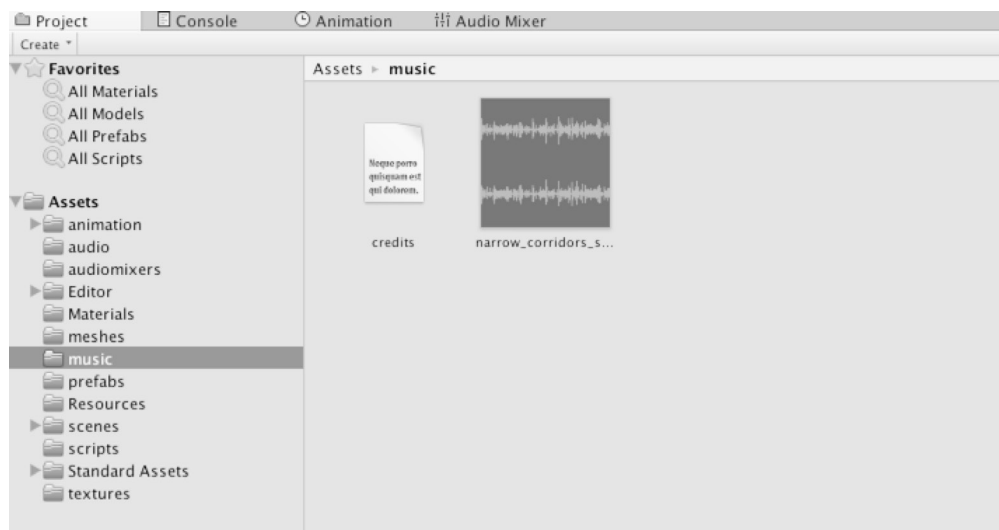 Project Console Animation Audio Mixer
Create
Favorites
All Materials
All Models
All Prefabs
All Scripts
Assets
animation
audio
audiomixers
Editor
Materials
meshes
music
prefabs
Resources
scenes
scripts
Standard Assets
textures
Assets music
Neque porro
quisquam est
qui dolorem.
credits narrow_corridors_s...